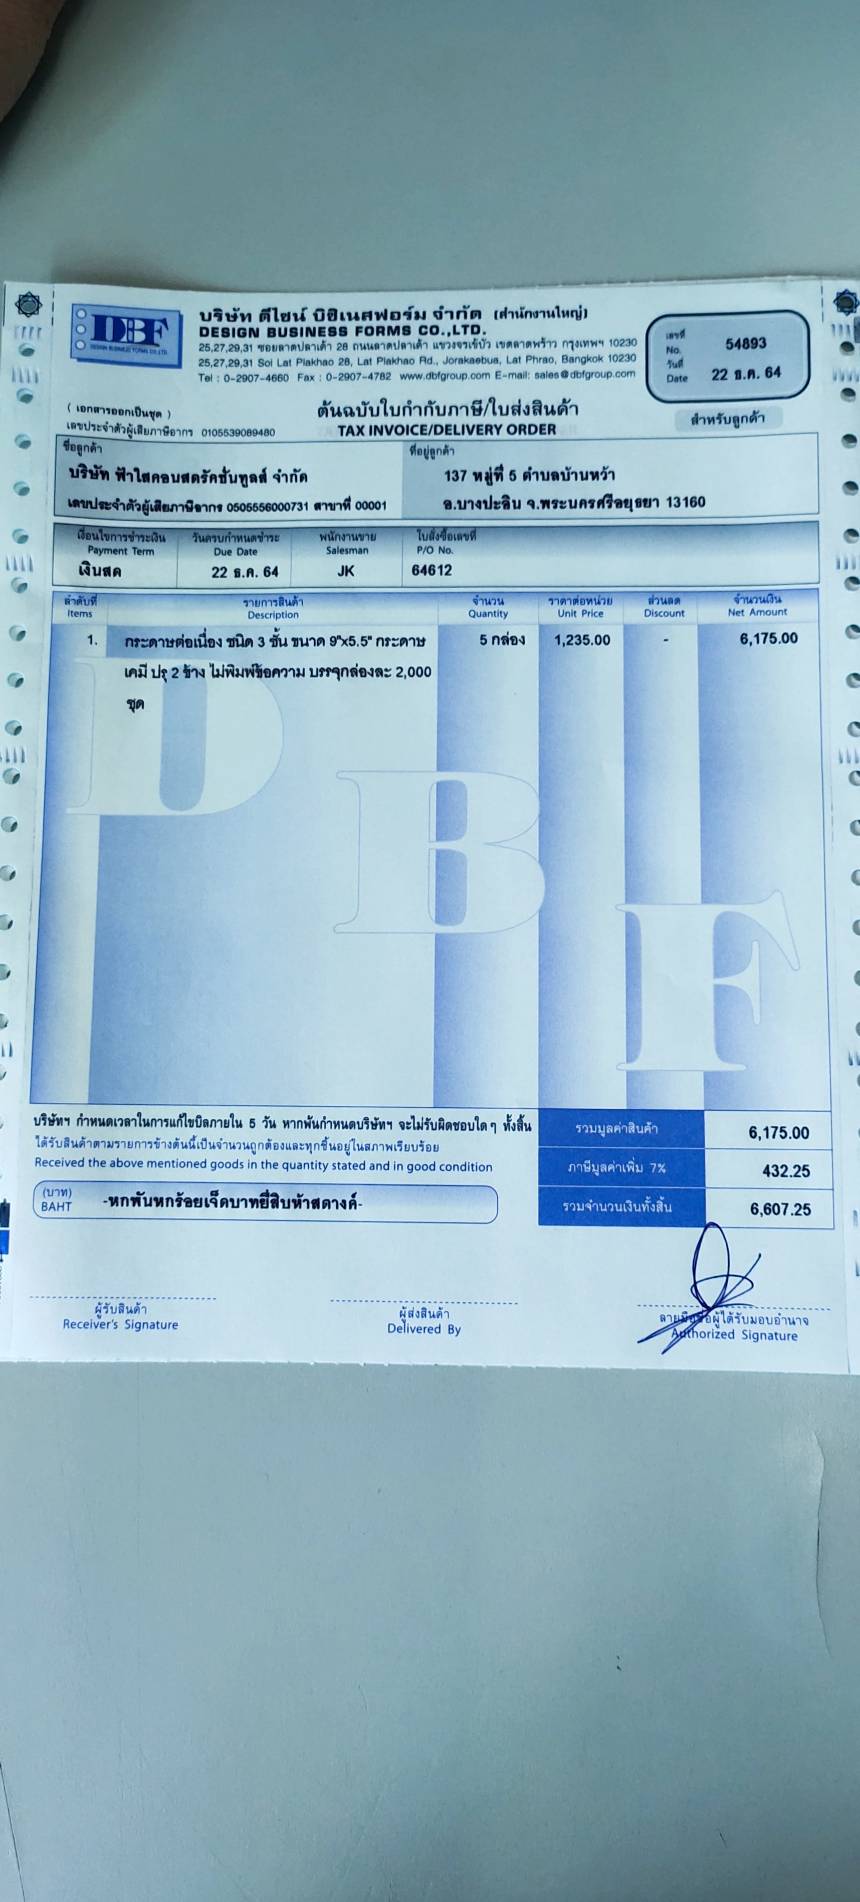 DBF
บริษัท ดีไซน์ บิซิเนสฟอร์ม จำกัด (สำนักงานใหญ่)
DESIGN BUSINESS FORMS CO.,LTD.
25,27,29,31 ซอยลาดปลาเค้า 28 ถนนลาดปลาเค้า แขวงจรเข้บัว เขตลาดพร้าว กรุงเทพฯ 10230
25,27,29,31 Soi Lat Plakhao 28, Lat Plakhao Rd., Jorakaebua, Lat Phrao, Bangkok 10230
Tel : 0-2907-4660 Fax : 0-2907-4782 www.dbfgroup.com E-mail: sales@dbfgroup.com
เลขที่
No. 54893
วันที่
Date 22 ธ.ค. 64
( เอกสารออกเป็นชุด )
เลขประจำตัวผู้เสียภาษีอากร 0105539089480
ต้นฉบับใบกำกับภาษี/ใบส่งสินค้า
TAX INVOICE/DELIVERY ORDER
สำหรับลูกค้า
ชื่อลูกค้า
บริษัท ฟ้าใสคอนสตรัคชั่นทูลส์ จำกัด
เลขประจำตัวผู้เสียภาษีอากร 0505556000731 สาขาที่ 00001
ที่อยู่ลูกค้า
137 หมู่ที่ 5 ตำบลบ้านหว้า
อ.บางปะอิน จ.พระนครศรีอยุธยา 13160
เงื่อนไขการชำระเงิน วันครบกำหนดชำระ พนักงานขาย ใบสั่งซื้อเลขที่
Payment Term Due Date Salesman P/O No.
เงินสด 22 ธ.ค. 64 JK 64612
ลำดับที่ รายการสินค้า จำนวน ราคาต่อหน่วย ส่วนลด จำนวนเงิน
Items Description Quantity Unit Price Discount Net Amount
1. กระดาษต่อเนื่อง ชนิด 3 ชั้น ขนาด 9"x5.5" กระดาษ 5 กล่อง 1,235.00 - 6,175.00
เคมี ปรุ 2 ข้าง ไม่พิมพ์ข้อความ บรรจุกล่องละ 2,000
ชุด
D
B
F
บริษัทฯ กำหนดเวลาในการแก้ไขบิลภายใน 5 วัน หากพ้นกำหนดบริษัทฯ จะไม่รับผิดชอบใดๆ ทั้งสิ้น
ได้รับสินค้าตามรายการข้างต้นนี้เป็นจำนวนถูกต้องและทุกชิ้นอยู่ในสภาพเรียบร้อย
Received the above mentioned goods in the quantity stated and in good condition
รวมมูลค่าสินค้า 6,175.00
ภาษีมูลค่าเพิ่ม 7% 432.25
รวมจำนวนเงินทั้งสิ้น 6,607.25
(บาท)
BAHT -หกพันหกร้อยเจ็ดบาทยี่สิบห้าสตางค์-
ผู้รับสินค้า
Receiver's Signature
ผู้ส่งสินค้า
Delivered By
ลายมือชื่อผู้ได้รับมอบอำนาจ
Authorized Signature